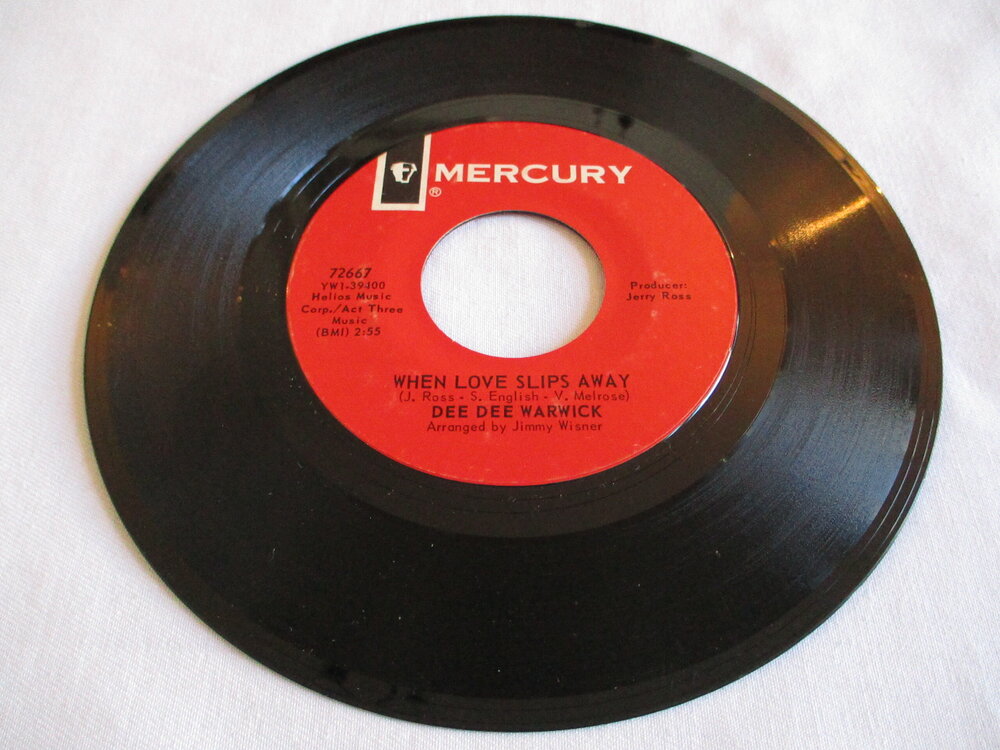 MERCURY
®
72667
YW1-39400
Helios Music
Corp./Act Three
Music
(BMI) 2:55
Producer:
Jerry Ross
WHEN LOVE SLIPS AWAY
(J. Ross - S. English - V. Melrose)
DEE DEE WARWICK
Arranged by Jimmy Wisner